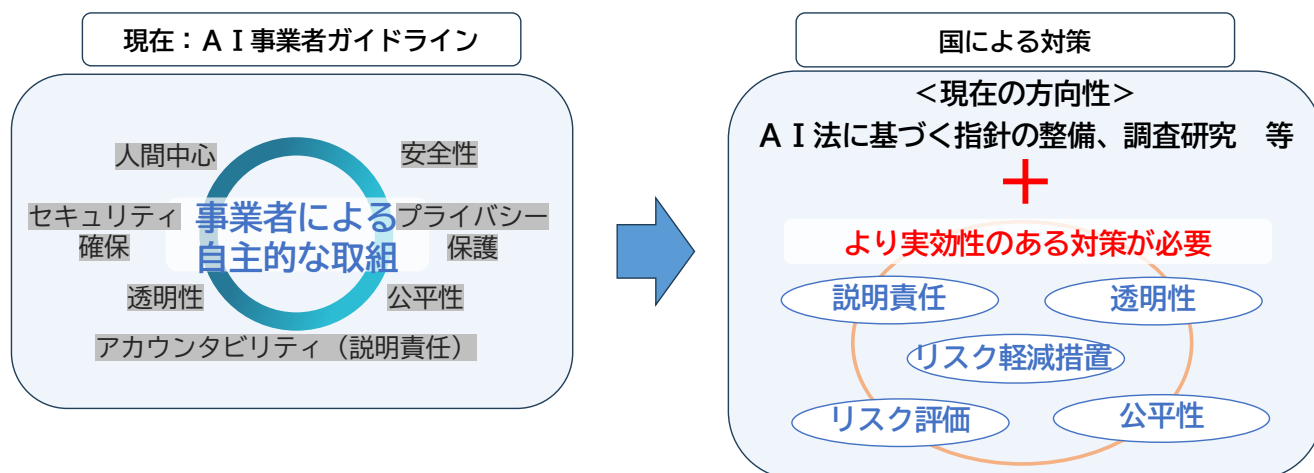 現在：ＡＩ事業者ガイドライン
人間中心
安全性
セキュリティ
確保
事業者による
自主的な取組
プライバシー
保護
透明性
公平性
アカウンタビリティ（説明責任）
国による対策
＜現在の方向性＞
ＡＩ法に基づく指針の整備、調査研究　等
＋
より実効性のある対策が必要
説明責任
透明性
リスク軽減措置
リスク評価
公平性